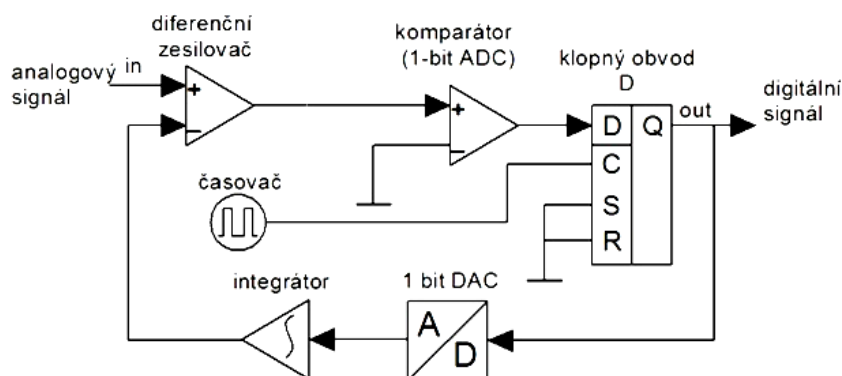 diferenční
zesilovač
komparátor
(1-bit ADC)
klopný obvod
D
analogový
signál
in
+
−
+
−
D
Q
out
digitální
signál
C
S
R
časovač
integrátor
1 bit DAC
∫
A
D